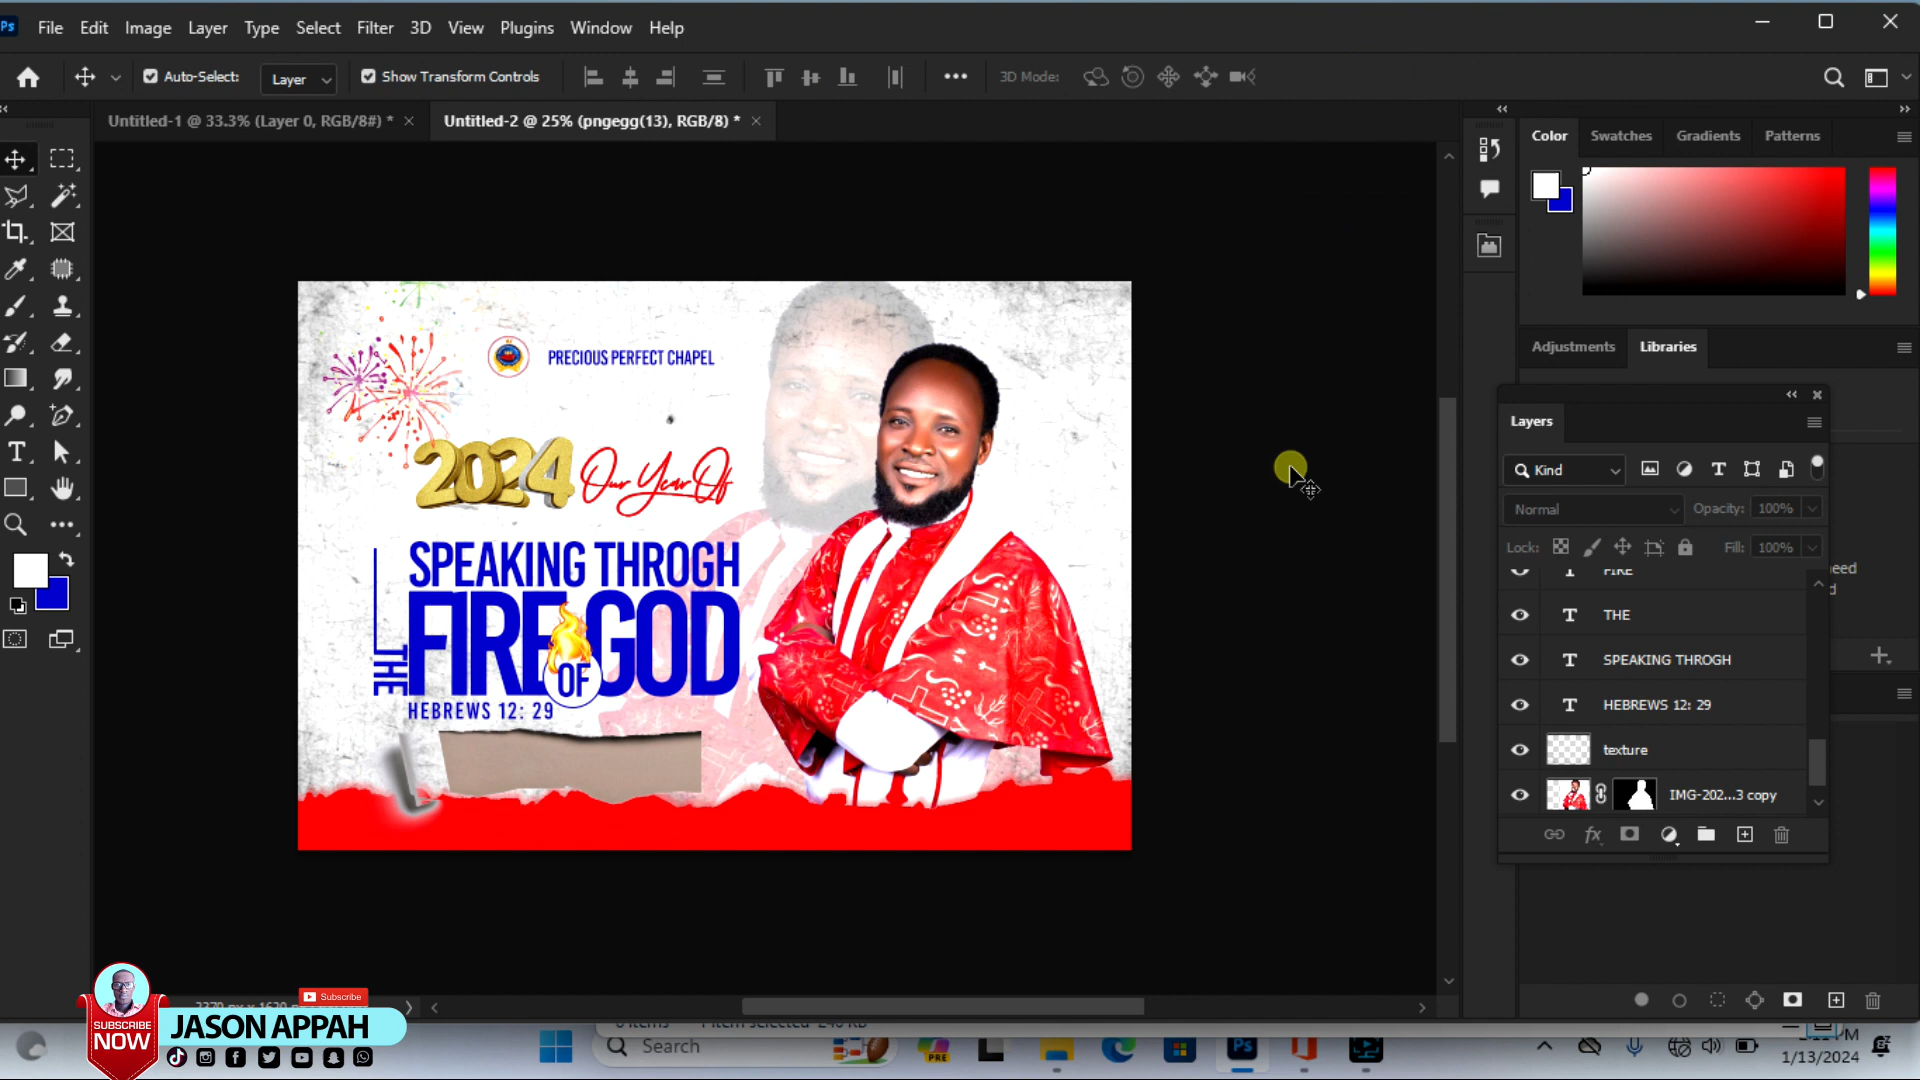 Ps File Edit Image Layer Type Select Filter 3D View Plugins Window Help
Auto-Select: Layer Show Transform Controls 3D Mode:
Untitled-1 @ 33.3% (Layer 0, RGB/8#) * Untitled-2 @ 25% (pngegg(13), RGB/8) *
Color Swatches Gradients Patterns
Adjustments Libraries
Layers
Kind
Normal Opacity: 100%
Lock: Fill: 100%
FIRE
THE
SPEAKING THROGH
HEBREWS 12: 29
texture
IMG-202...3 copy
PRECIOUS PERFECT CHAPEL
2024 Our Year Of
SPEAKING THROGH
THE FIRE OF GOD
HEBREWS 12: 29
Subscribe
SUBSCRIBE
NOW
JASON APPAH
Search
PRE
Ps
1/13/2024